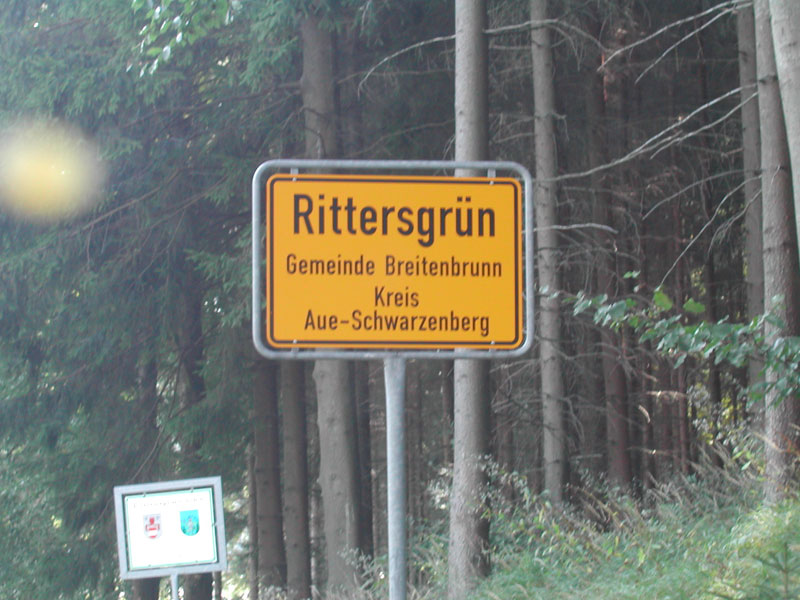 Rittersgrün
Gemeinde Breitenbrunn
Kreis
Aue-Schwarzenberg